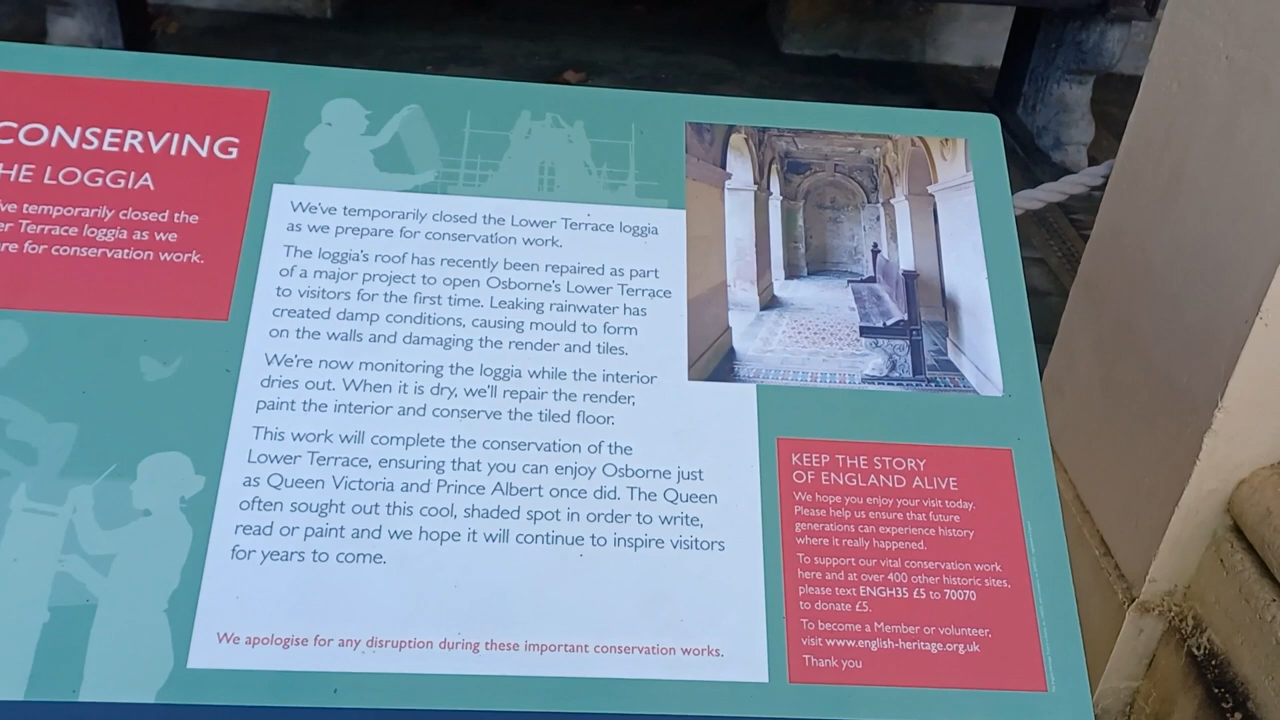 CONSERVING
HE LOGGIA
've temporarily closed the
er Terrace loggia as we
re for conservation work.
We've temporarily closed the Lower Terrace loggia
as we prepare for conservation work.
The loggia's roof has recently been repaired as part
of a major project to open Osborne's Lower Terrace
to visitors for the first time. Leaking rainwater has
created damp conditions, causing mould to form
on the walls and damaging the render and tiles.
We're now monitoring the loggia while the interior
dries out. When it is dry, we'll repair the render,
paint the interior and conserve the tiled floor.
This work will complete the conservation of the
Lower Terrace, ensuring that you can enjoy Osborne just
as Queen Victoria and Prince Albert once did. The Queen
often sought out this cool, shaded spot in order to write,
read or paint and we hope it will continue to inspire visitors
for years to come.
We apologise for any disruption during these important conservation works.
KEEP THE STORY
OF ENGLAND ALIVE
We hope you enjoy your visit today.
Please help us ensure that future
generations can experience history
where it really happened.
To support our vital conservation work
here and at over 400 other historic sites,
please text ENGH35 £5 to 70070
to donate £5.
To become a Member or volunteer,
visit www.english-heritage.org.uk
Thank you